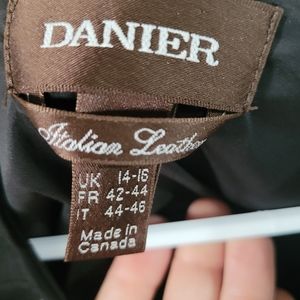 DANIER
Italian Leather
UK 14-16
FR 42-44
IT 44-46
Made in
Canada